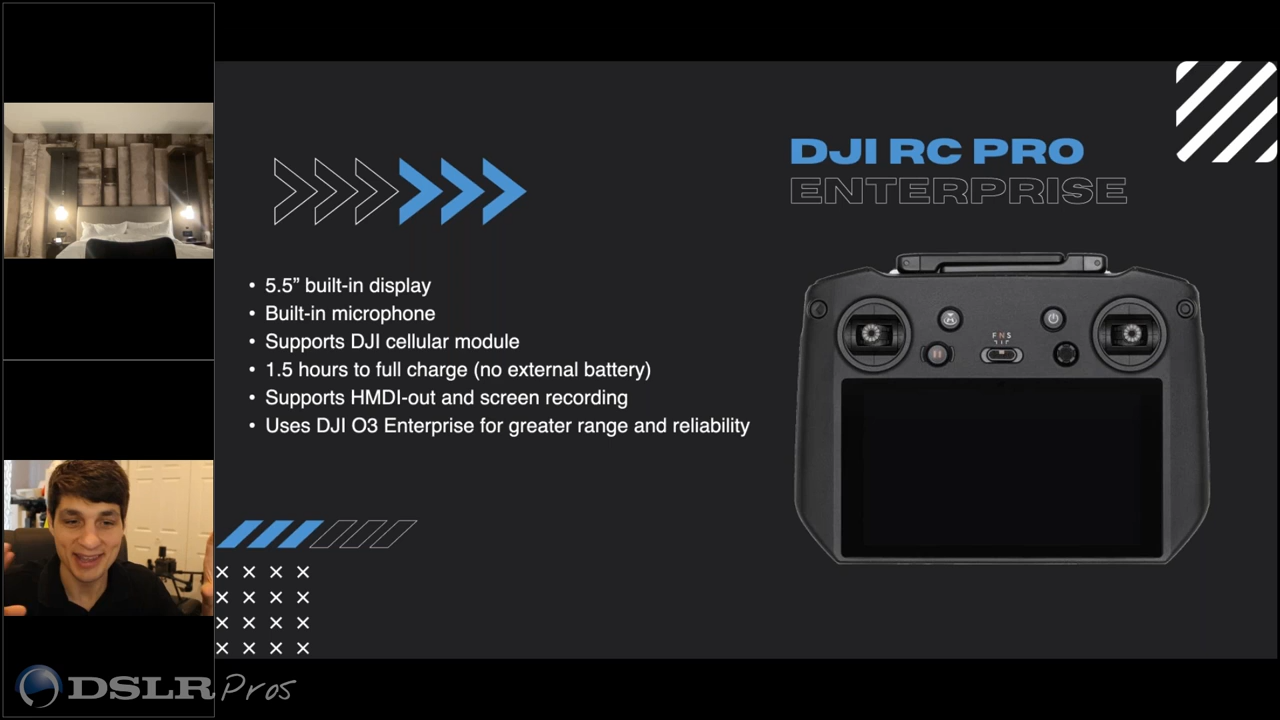 DJI RC PRO
ENTERPRISE
• 5.5” built-in display
• Built-in microphone
• Supports DJI cellular module
• 1.5 hours to full charge (no external battery)
• Supports HMDI-out and screen recording
• Uses DJI O3 Enterprise for greater range and reliability
F N S
DSLR Pros